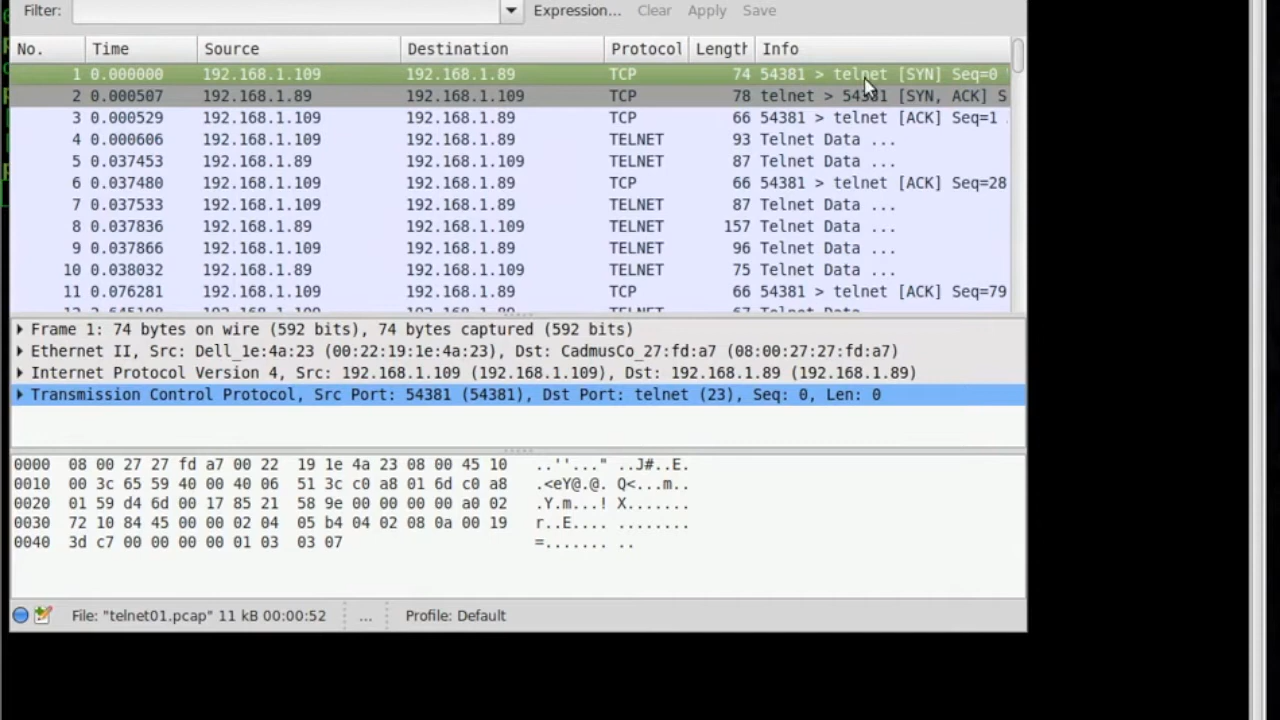 Filter: Expression... Clear Apply Save
No. Time Source Destination Protocol Length Info
1 0.000000 192.168.1.109 192.168.1.89 TCP 74 54381 > telnet [SYN] Seq=0
2 0.000507 192.168.1.89 192.168.1.109 TCP 78 telnet > 54381 [SYN, ACK] S
3 0.000529 192.168.1.109 192.168.1.89 TCP 66 54381 > telnet [ACK] Seq=1
4 0.000606 192.168.1.109 192.168.1.89 TELNET 93 Telnet Data ...
5 0.037453 192.168.1.89 192.168.1.109 TELNET 87 Telnet Data ...
6 0.037480 192.168.1.109 192.168.1.89 TCP 66 54381 > telnet [ACK] Seq=28
7 0.037533 192.168.1.109 192.168.1.89 TELNET 87 Telnet Data ...
8 0.037836 192.168.1.89 192.168.1.109 TELNET 157 Telnet Data ...
9 0.037866 192.168.1.109 192.168.1.89 TELNET 96 Telnet Data ...
10 0.038032 192.168.1.89 192.168.1.109 TELNET 75 Telnet Data ...
11 0.076281 192.168.1.109 192.168.1.89 TCP 66 54381 > telnet [ACK] Seq=79
Frame 1: 74 bytes on wire (592 bits), 74 bytes captured (592 bits)
Ethernet II, Src: Dell_1e:4a:23 (00:22:19:1e:4a:23), Dst: CadmusCo_27:fd:a7 (08:00:27:27:fd:a7)
Internet Protocol Version 4, Src: 192.168.1.109 (192.168.1.109), Dst: 192.168.1.89 (192.168.1.89)
Transmission Control Protocol, Src Port: 54381 (54381), Dst Port: telnet (23), Seq: 0, Len: 0
0000 08 00 27 27 fd a7 00 22 19 1e 4a 23 08 00 45 10 ..''..." ..J#..E.
0010 00 3c 65 59 40 00 40 06 51 3c c0 a8 01 6d c0 a8 .<eY@.@. Q<...m..
0020 01 59 d4 6d 00 17 85 21 58 9e 00 00 00 00 a0 02 .Y.m...! X.......
0030 72 10 84 45 00 00 02 04 05 b4 04 02 08 0a 00 19 r..E.... ........
0040 3d c7 00 00 00 00 01 03 03 07 =....... ..
File: "telnet01.pcap" 11 kB 00:00:52 ... Profile: Default